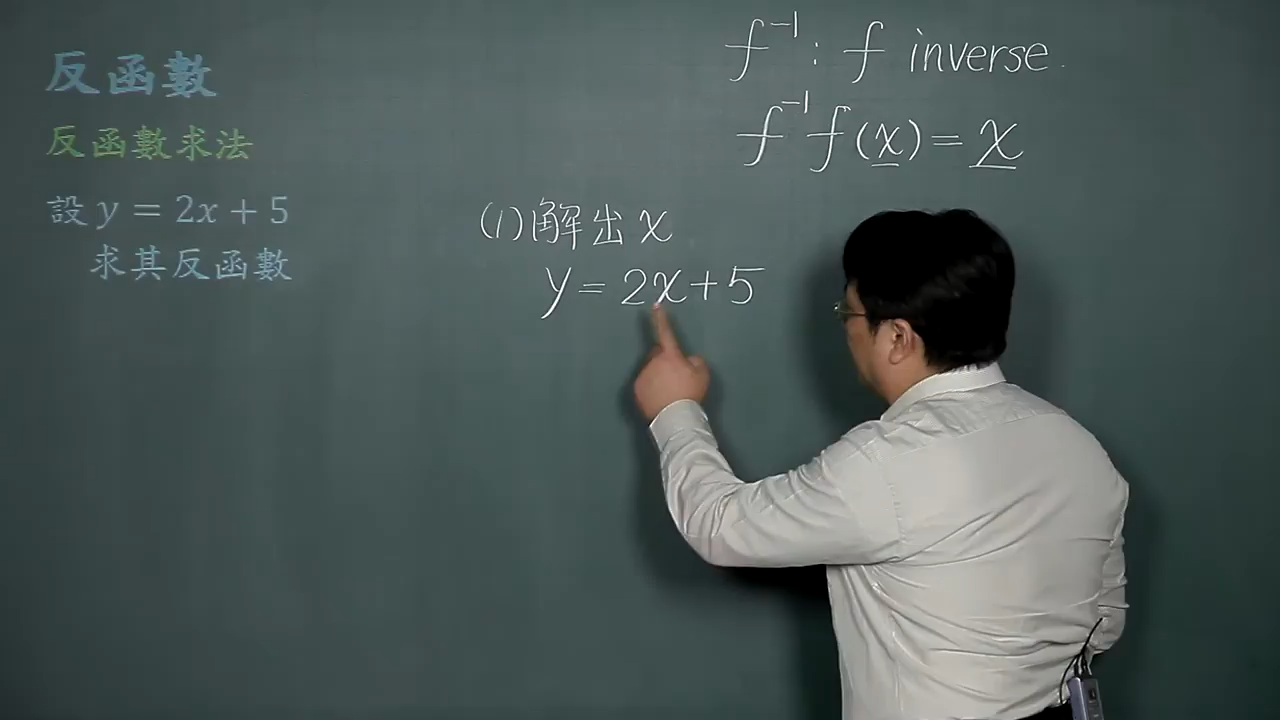 反函數
反函數求法
設 y = 2x + 5
求其反函數
f⁻¹ : f inverse.
f⁻¹f(x) = x
(1)解出 x
y = 2x + 5